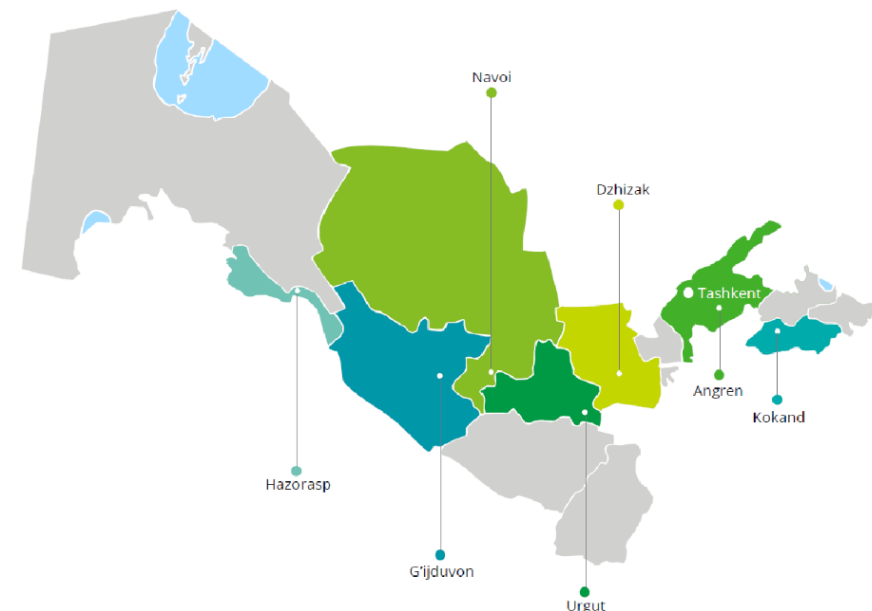 Navoi
Dzhizak
Tashkent
Angren
Kokand
Hazorasp
G'ijduvon
Urgut